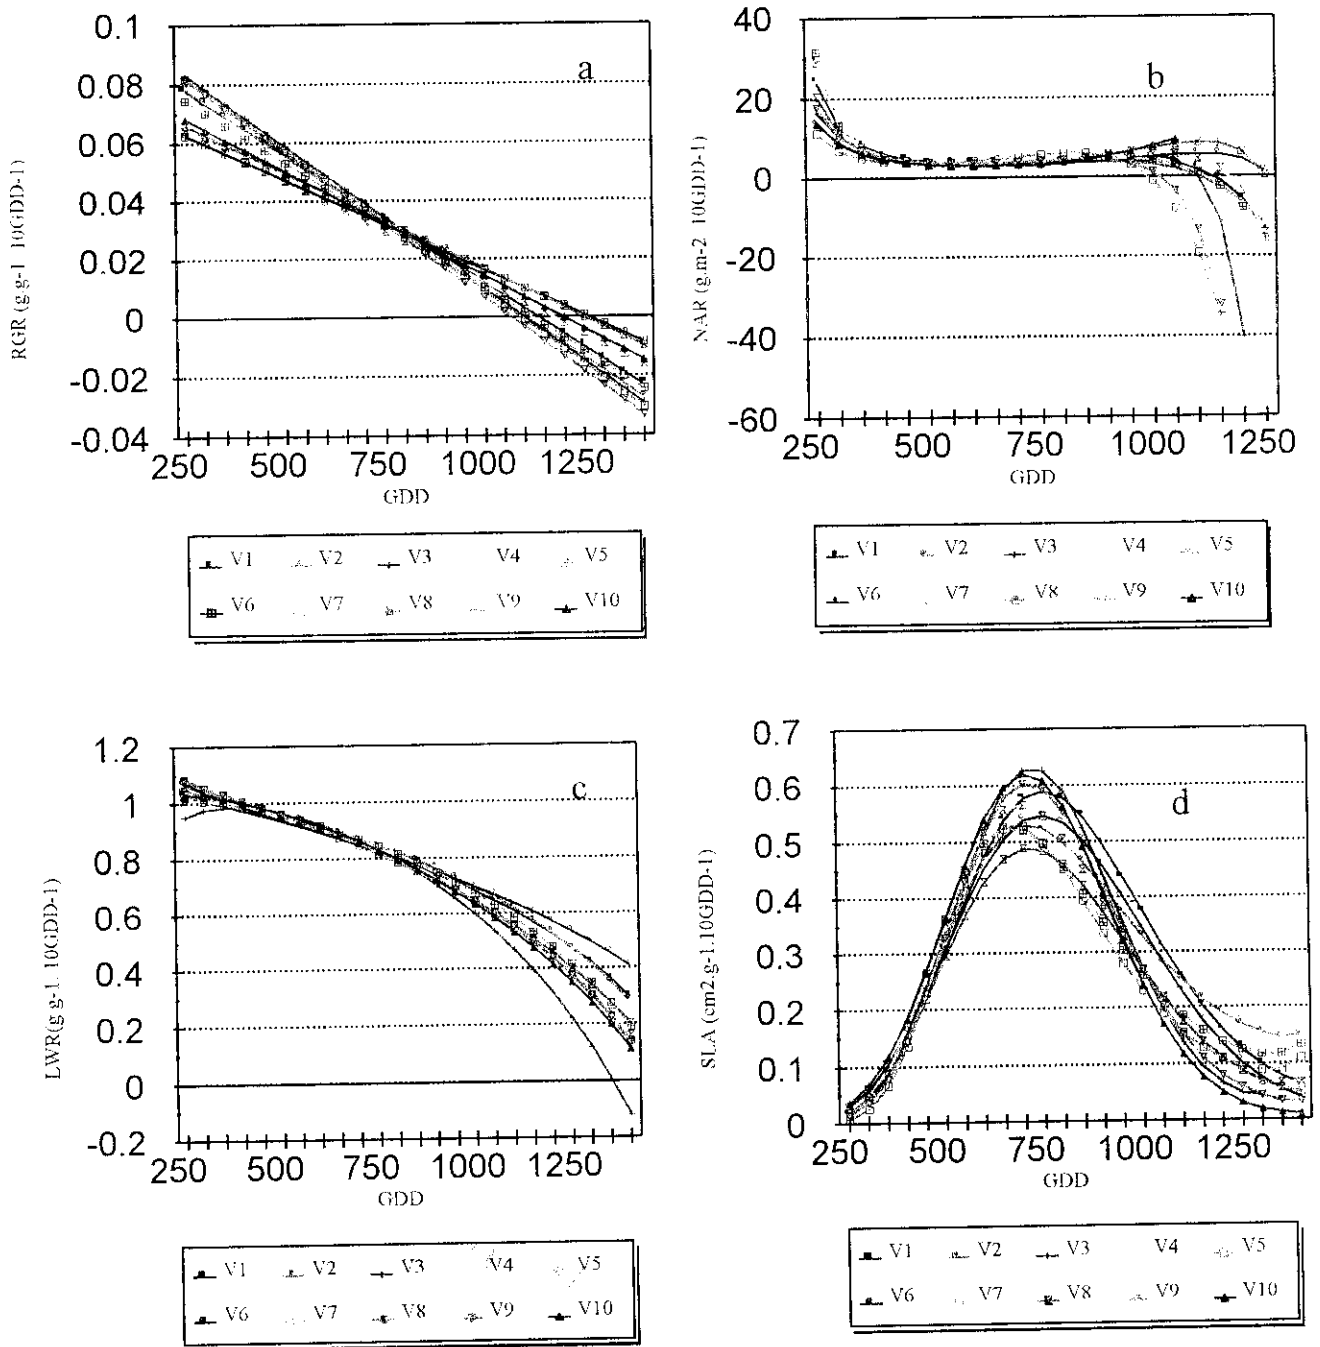 a
0.1
0.08
0.06
0.04
0.02
0
-0.02
-0.04
RGR (g.g-1 10GDD-1)
250 500 750 1000 1250
GDD
V1 V2 V3 V4 V5
V6 V7 V8 V9 V10
b
40
20
0
-20
-40
-60
NAR (g.m-2 10GDD-1)
250 500 750 1000 1250
GDD
V1 V2 V3 V4 V5
V6 V7 V8 V9 V10
c
1.2
1
0.8
0.6
0.4
0.2
0
-0.2
LWR(g g-1. 10GDD-1)
250 500 750 1000 1250
GDD
V1 V2 V3 V4 V5
V6 V7 V8 V9 V10
d
0.7
0.6
0.5
0.4
0.3
0.2
0.1
0
SLA (cm2.g-1.10GDD-1)
250 500 750 1000 1250
GDD
V1 V2 V3 V4 V5
V6 V7 V8 V9 V10